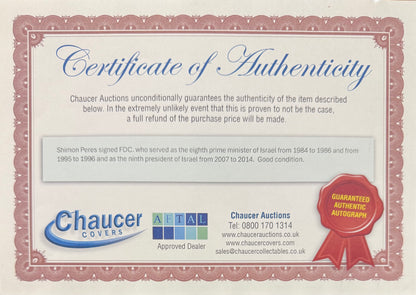 Certificate of Authenticity
Chaucer Auctions unconditionally guarantees the authenticity of the item described
below. In the extremely unlikely event that this is proven to not be the case,
a full refund of the purchase price will be made.
Shimon Peres signed FDC, who served as the eighth prime minister of Israel from 1984 to 1986 and from
1995 to 1996 and as the ninth president of Israel from 2007 to 2014. Good condition.
Chaucer
COVERS
AFTAL
Approved Dealer
Chaucer Auctions
Tel: 0800 170 1314
www.chaucerauctions.co.uk
www.chaucercovers.com
sales@chaucercollectables.co.uk
GUARANTEED
AUTHENTIC
AUTOGRAPH